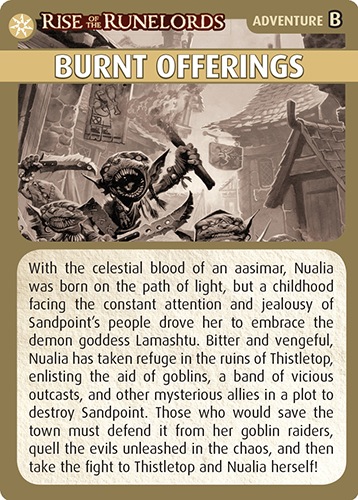 RISE OF THE RUNELORDS ADVENTURE B
BURNT OFFERINGS
With the celestial blood of an aasimar, Nualia
was born on the path of light, but a childhood
facing the constant attention and jealousy of
Sandpoint's people drove her to embrace the
demon goddess Lamashtu. Bitter and vengeful,
Nualia has taken refuge in the ruins of Thistletop,
enlisting the aid of goblins, a band of vicious
outcasts, and other mysterious allies in a plot to
destroy Sandpoint. Those who would save the
town must defend it from her goblin raiders,
quell the evils unleashed in the chaos, and then
take the fight to Thistletop and Nualia herself!